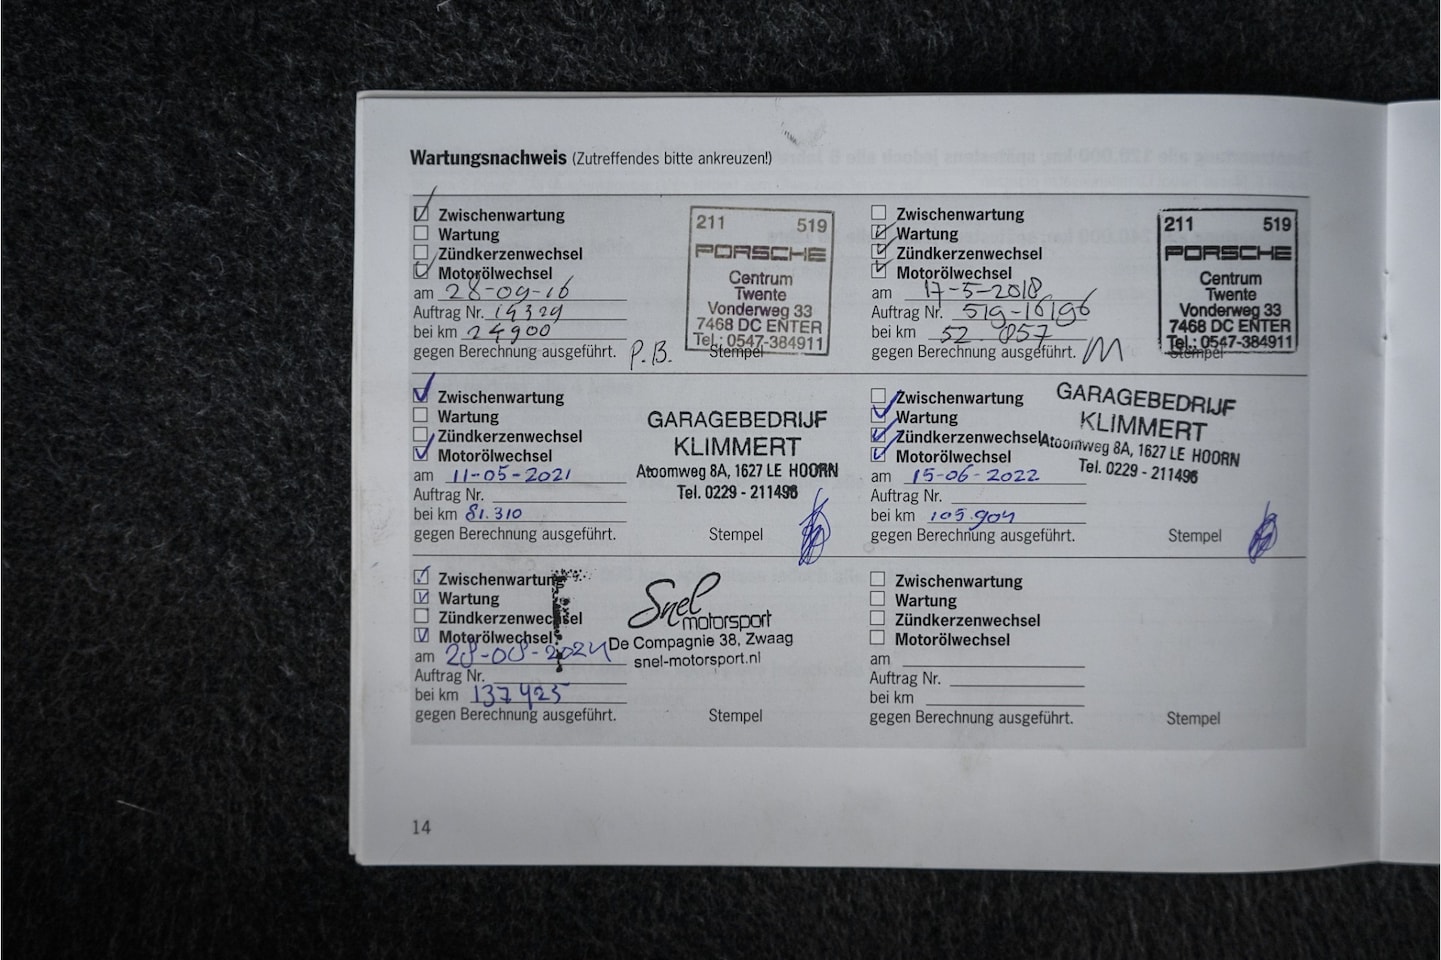 Wartungsnachweis (Zutreffendes bitte ankreuzen!)
Zwischenwartung
Wartung
Zündkerzenwechsel
Motorölwechsel
am 28-09-16
Auftrag Nr. 14329
bei km 24900
gegen Berechnung ausgeführt. P.B.
Stempel
211 519
PORSCHE
Centrum
Twente
Vonderweg 33
7468 DC ENTER
Tel.: 0547-384911
Zwischenwartung
Wartung
Zündkerzenwechsel
Motorölwechsel
am 17-5-2018
Auftrag Nr. 519-16196
bei km 52.057
gegen Berechnung ausgeführt.
Stempel
211 519
PORSCHE
Centrum
Twente
Vonderweg 33
7468 DC ENTER
Tel.: 0547-384911
Zwischenwartung
Wartung
Zündkerzenwechsel
Motorölwechsel
am 11-05-2021
Auftrag Nr.
bei km 81.310
gegen Berechnung ausgeführt.
Stempel
GARAGEBEDRIJF
KLIMMERT
Atoomweg 8A, 1627 LE HOORN
Tel. 0229 - 211496
Zwischenwartung
Wartung
Zündkerzenwechsel
Motorölwechsel
am 15-06-2022
Auftrag Nr.
bei km 105.904
gegen Berechnung ausgeführt.
Stempel
GARAGEBEDRIJF
KLIMMERT
Atoomweg 8A, 1627 LE HOORN
Tel. 0229 - 211496
Zwischenwartung
Wartung
Zündkerzenwechsel
Motorölwechsel
am 28-08-2024
Auftrag Nr.
bei km 137425
gegen Berechnung ausgeführt.
Stempel
Snel
motorsport
De Compagnie 38, Zwaag
snel-motorsport.nl
Zwischenwartung
Wartung
Zündkerzenwechsel
Motorölwechsel
am
Auftrag Nr.
bei km
gegen Berechnung ausgeführt.
Stempel
14